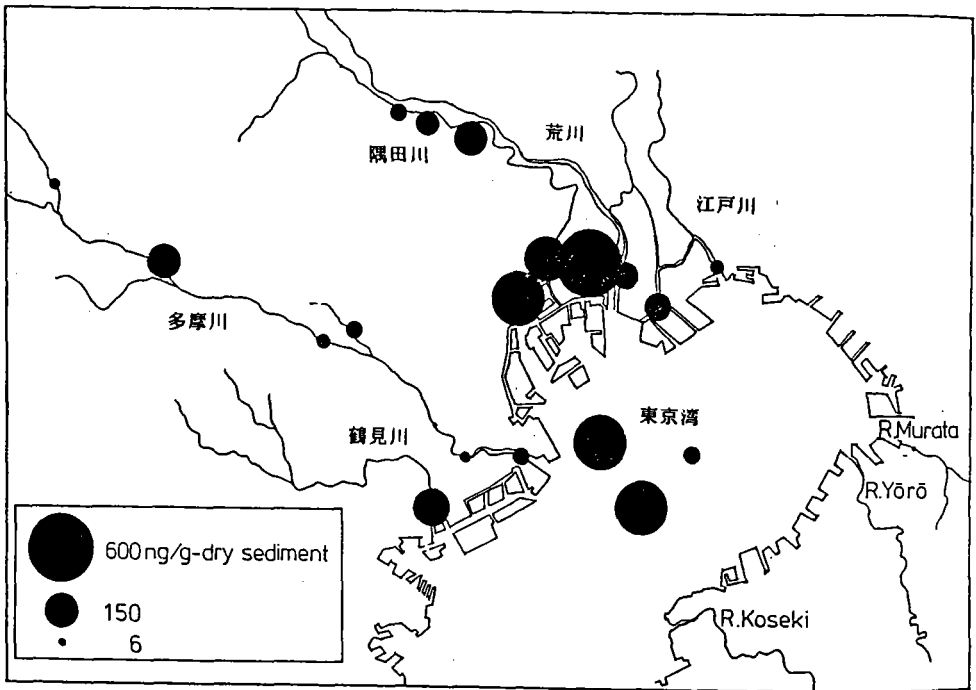 荒川
隅田川
江戸川
多摩川
東京湾
鶴見川
R.Murata
R.Yōrō
600 ng/g-dry sediment
150
6
R.Koseki